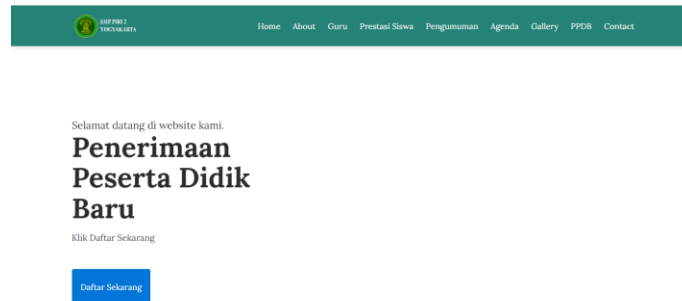 SMP PIRI 2
YOGYAKARTA
Home About Guru Prestasi Siswa Pengumuman Agenda Gallery PPDB Contact
Selamat datang di website kami.
Penerimaan
Peserta Didik
Baru
Klik Daftar Sekarang
Daftar Sekarang